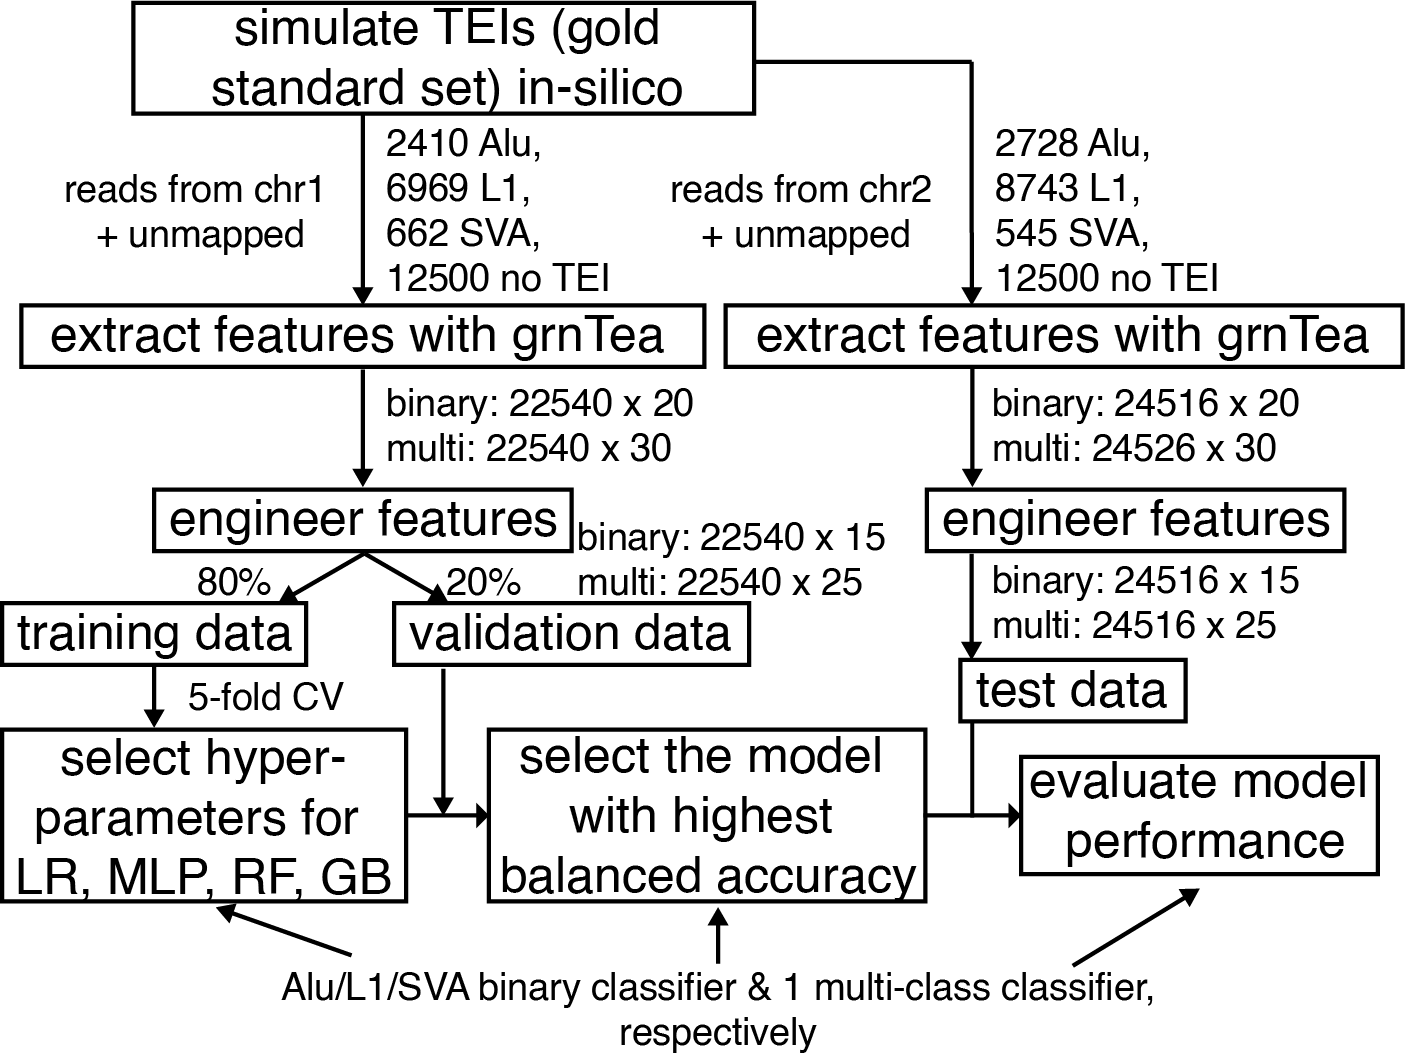 simulate TEIs (gold
standard set) in-silico
reads from chr1
+ unmapped
2410 Alu,
6969 L1,
662 SVA,
12500 no TEI
reads from chr2
+ unmapped
2728 Alu,
8743 L1,
545 SVA,
12500 no TEI
extract features with grnTea
extract features with grnTea
binary: 22540 x 20
multi: 22540 x 30
binary: 24516 x 20
multi: 24526 x 30
engineer features
engineer features
binary: 22540 x 15
multi: 22540 x 25
binary: 24516 x 15
multi: 24516 x 25
80%
20%
training data
validation data
test data
5-fold CV
select hyper-
parameters for
LR, MLP, RF, GB
select the model
with highest
balanced accuracy
evaluate model
performance
Alu/L1/SVA binary classifier & 1 multi-class classifier,
respectively